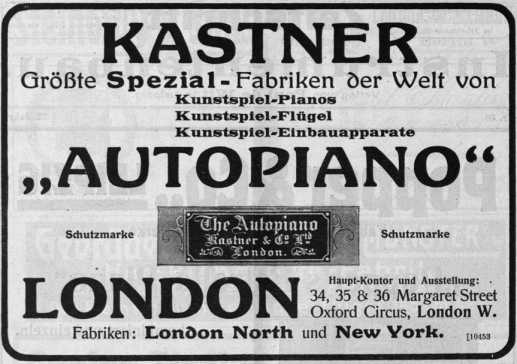 KASTNER
Größte Spezial-Fabriken der Welt von
Kunstspiel-Pianos
Kunstspiel-Flügel
Kunstspiel-Einbauapparate
„AUTOPIANO“
Schutzmarke
The Autopiano
Kastner & Co Ltd
London.
Schutzmarke
LONDON
Haupt-Kontor und Ausstellung:
34, 35 & 36 Margaret Street
Oxford Circus, London W.
Fabriken: London North und New York.
[10453